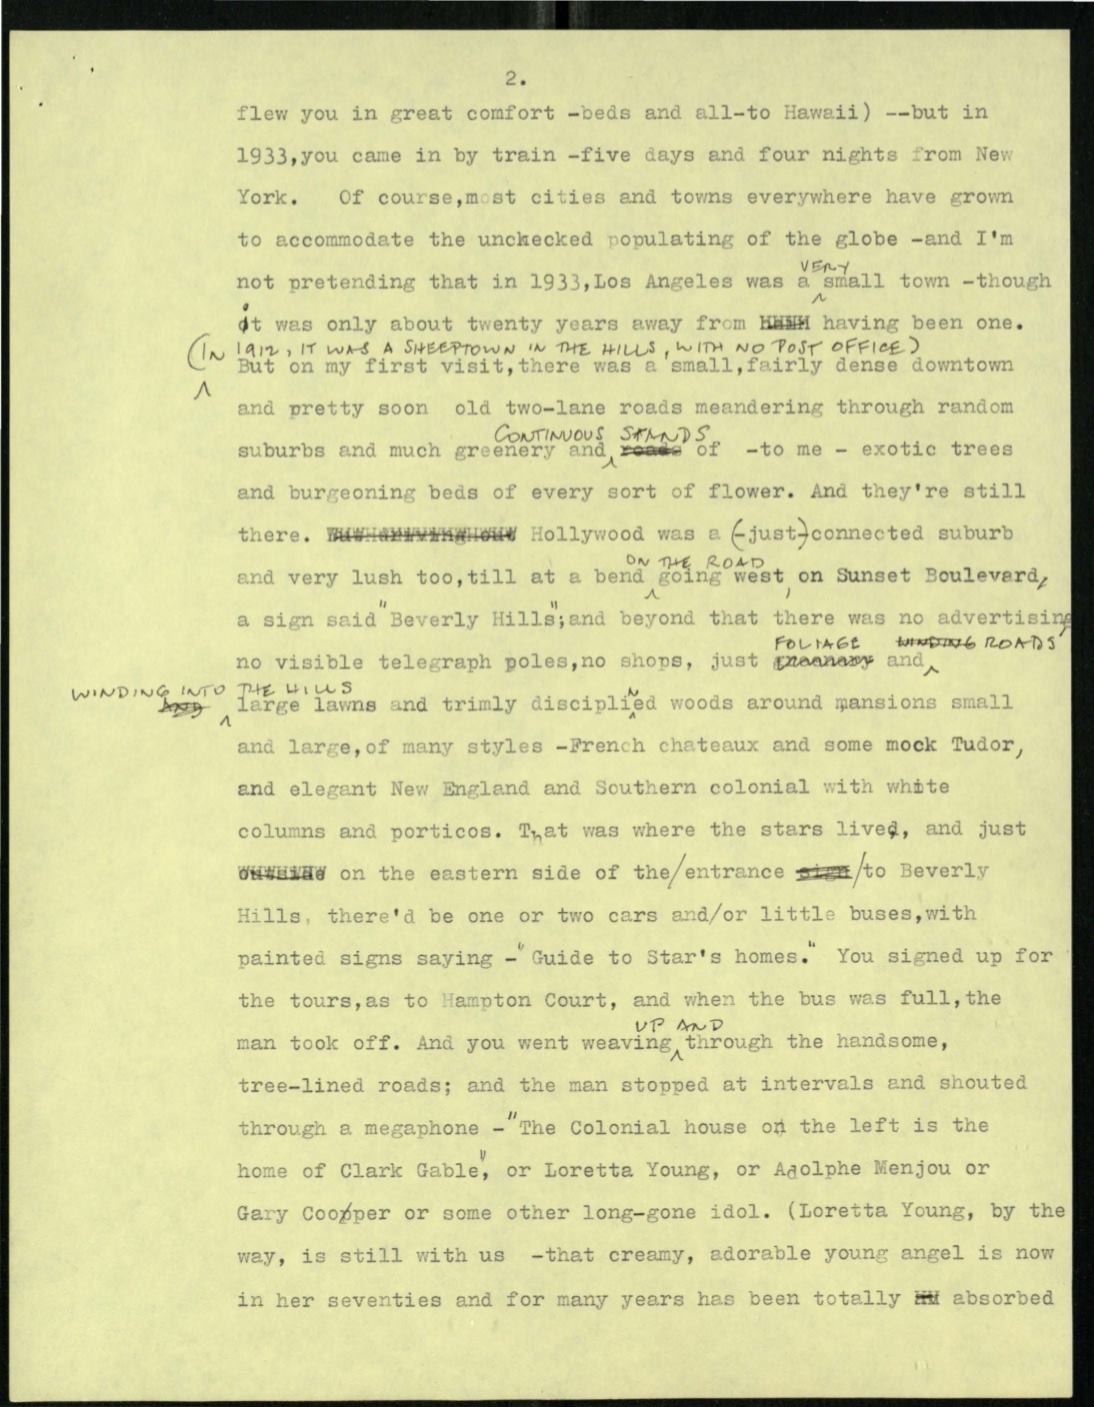 2.
flew you in great comfort -beds and all-to Hawaii) --but in
1933,you came in by train -five days and four nights from New
York. Of course,most cities and towns everywhere have grown
to accommodate the unckecked populating of the globe -and I'm
VERY
not pretending that in 1933,Los Angeles was a small town -though
it was only about twenty years away from having been one.
(IN 1912, IT WAS A SHEEPTOWN IN THE HILLS, WITH NO POST OFFICE)
But on my first visit,there was a small,fairly dense downtown
and pretty soon old two-lane roads meandering through random
CONTINUOUS STANDS
suburbs and much greenery and roads of -to me - exotic trees
and burgeoning beds of every sort of flower. And they're still
there. Hollywood was a (-just-)connected suburb
ON THE ROAD
and very lush too,till at a bend going west, on Sunset Boulevard,
a sign said "Beverly Hills";and beyond that there was no advertising,
FOLIAGE WINDING ROADS
no visible telegraph poles,no shops, just greenery and
WINDING INTO THE HILLS
AND large lawns and trimly disciplined woods around mansions small
and large,of many styles -French chateaux and some mock Tudor,
and elegant New England and Southern colonial with white
columns and porticos. That was where the stars lived, and just
outside on the eastern side of the/entrance sign/to Beverly
Hills, there'd be one or two cars and/or little buses,with
painted signs saying -"Guide to Star's homes." You signed up for
the tours,as to Hampton Court, and when the bus was full,the
UP AND
man took off. And you went weaving through the handsome,
tree-lined roads; and the man stopped at intervals and shouted
through a megaphone -"The Colonial house on the left is the
home of Clark Gable", or Loretta Young, or Adolphe Menjou or
Gary Cooper or some other long-gone idol. (Loretta Young, by the
way, is still with us -that creamy, adorable young angel is now
in her seventies and for many years has been totally absorbed